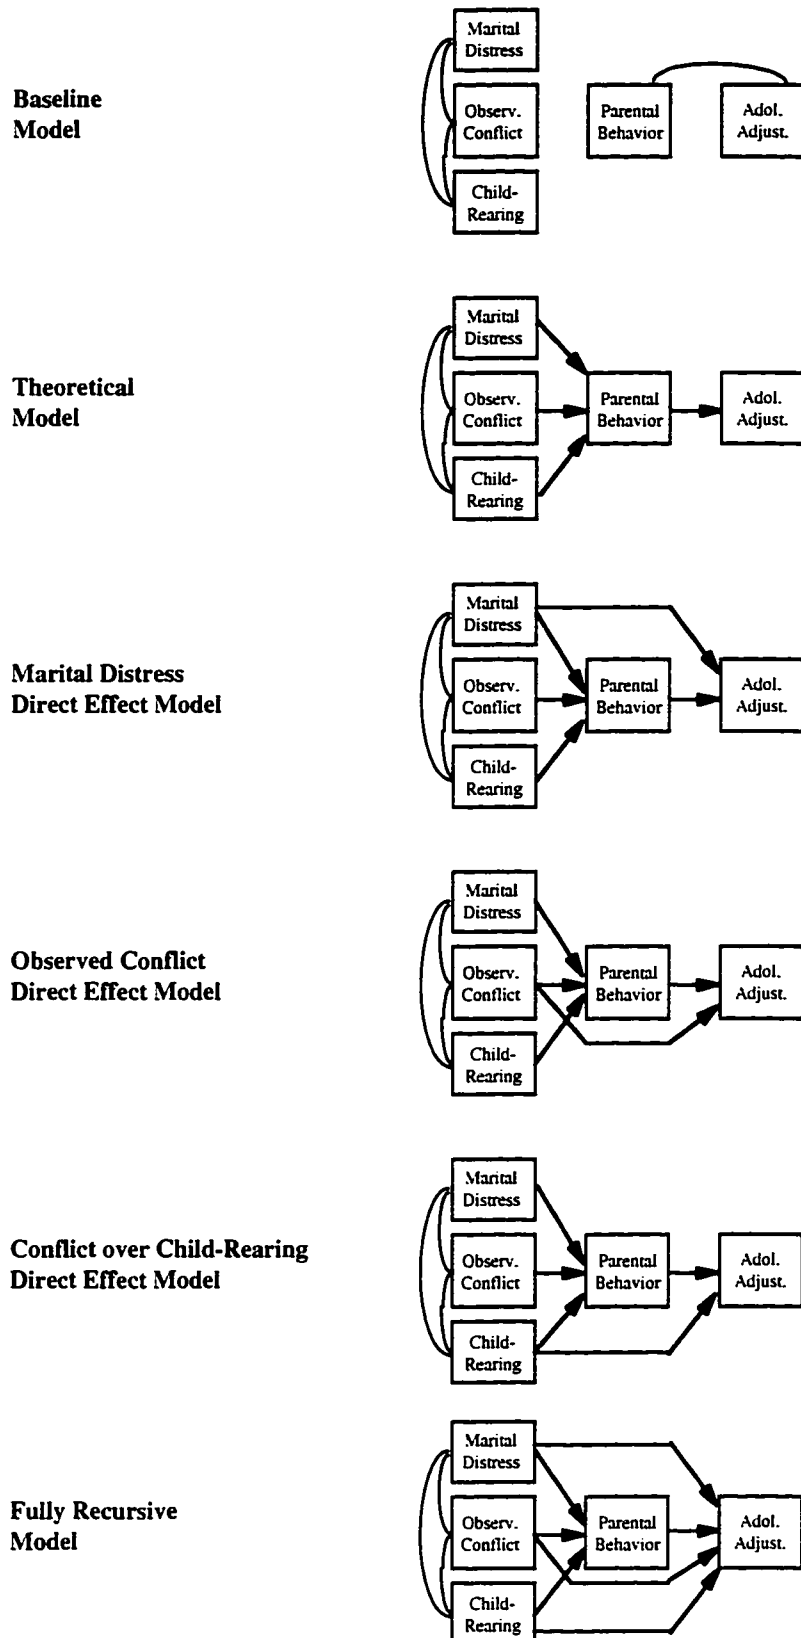 Baseline
Model
Marital
Distress
Observ.
Conflict
Child-
Rearing
Parental
Behavior
Adol.
Adjust.
Theoretical
Model
Marital
Distress
Observ.
Conflict
Child-
Rearing
Parental
Behavior
Adol.
Adjust.
Marital Distress
Direct Effect Model
Marital
Distress
Observ.
Conflict
Child-
Rearing
Parental
Behavior
Adol.
Adjust.
Observed Conflict
Direct Effect Model
Marital
Distress
Observ.
Conflict
Child-
Rearing
Parental
Behavior
Adol.
Adjust.
Conflict over Child-Rearing
Direct Effect Model
Marital
Distress
Observ.
Conflict
Child-
Rearing
Parental
Behavior
Adol.
Adjust.
Fully Recursive
Model
Marital
Distress
Observ.
Conflict
Child-
Rearing
Parental
Behavior
Adol.
Adjust.